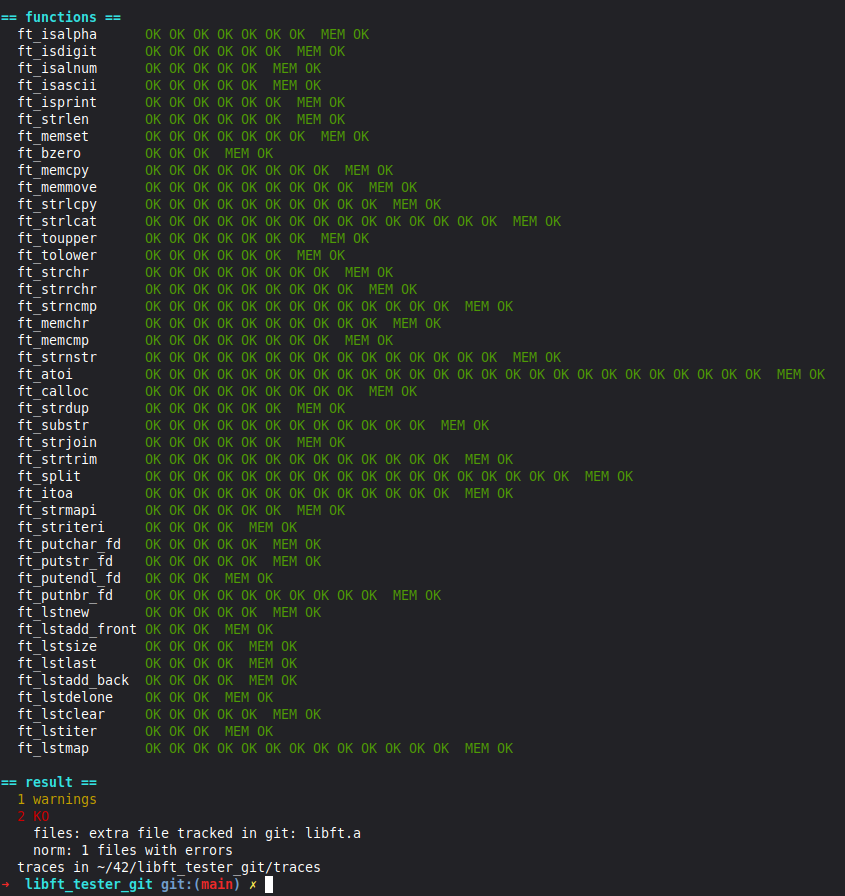 == functions ==
ft_isalpha OK OK OK OK OK OK OK MEM OK
ft_isdigit OK OK OK OK OK OK MEM OK
ft_isalnum OK OK OK OK OK MEM OK
ft_isascii OK OK OK OK OK MEM OK
ft_isprint OK OK OK OK OK OK MEM OK
ft_strlen OK OK OK OK OK OK MEM OK
ft_memset OK OK OK OK OK OK OK MEM OK
ft_bzero OK OK OK MEM OK
ft_memcpy OK OK OK OK OK OK OK OK MEM OK
ft_memmove OK OK OK OK OK OK OK OK OK MEM OK
ft_strlcpy OK OK OK OK OK OK OK OK OK OK MEM OK
ft_strlcat OK OK OK OK OK OK OK OK OK OK OK OK OK OK OK MEM OK
ft_toupper OK OK OK OK OK OK OK MEM OK
ft_tolower OK OK OK OK OK OK MEM OK
ft_strchr OK OK OK OK OK OK OK OK MEM OK
ft_strrchr OK OK OK OK OK OK OK OK OK MEM OK
ft_strncmp OK OK OK OK OK OK OK OK OK OK OK OK OK MEM OK
ft_memchr OK OK OK OK OK OK OK OK OK OK MEM OK
ft_memcmp OK OK OK OK OK OK OK OK MEM OK
ft_strnstr OK OK OK OK OK OK OK OK OK OK OK OK OK OK OK MEM OK
ft_atoi OK OK OK OK OK OK OK OK OK OK OK OK OK OK OK OK OK OK OK OK OK OK OK OK OK OK MEM OK
ft_calloc OK OK OK OK OK OK OK OK OK MEM OK
ft_strdup OK OK OK OK OK OK MEM OK
ft_substr OK OK OK OK OK OK OK OK OK OK OK OK MEM OK
ft_strjoin OK OK OK OK OK OK MEM OK
ft_strtrim OK OK OK OK OK OK OK OK OK OK OK OK OK MEM OK
ft_split OK OK OK OK OK OK OK OK OK OK OK OK OK OK OK OK OK OK MEM OK
ft_itoa OK OK OK OK OK OK OK OK OK OK OK OK OK MEM OK
ft_strmapi OK OK OK OK OK OK MEM OK
ft_striteri OK OK OK OK MEM OK
ft_putchar_fd OK OK OK OK OK MEM OK
ft_putstr_fd OK OK OK OK OK MEM OK
ft_putendl_fd OK OK OK MEM OK
ft_putnbr_fd OK OK OK OK OK OK OK OK OK OK MEM OK
ft_lstnew OK OK OK OK OK MEM OK
ft_lstadd_front OK OK OK MEM OK
ft_lstsize OK OK OK OK MEM OK
ft_lstlast OK OK OK OK MEM OK
ft_lstadd_back OK OK OK OK MEM OK
ft_lstdelone OK OK OK MEM OK
ft_lstclear OK OK OK OK OK MEM OK
ft_lstiter OK OK OK MEM OK
ft_lstmap OK OK OK OK OK OK OK OK OK OK OK OK OK MEM OK
== result ==
1 warnings
2 KO
files: extra file tracked in git: libft.a
norm: 1 files with errors
traces in ~/42/libft_tester_git/traces
➜ libft_tester_git git:(main) ✗